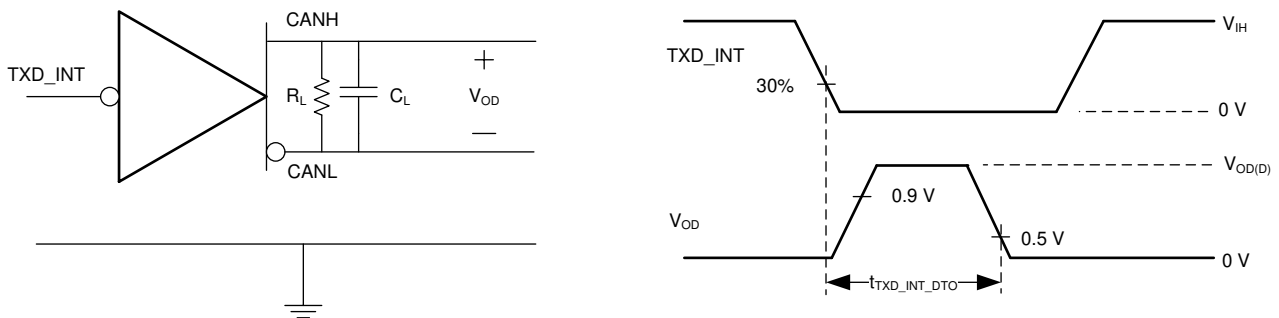 CANH
TXD_INT
R_L
C_L
+
V_OD
—
CANL
V_IH
TXD_INT
30%
0 V
V_OD(D)
0.9 V
V_OD
0.5 V
0 V
t_TXD_INT_DTO